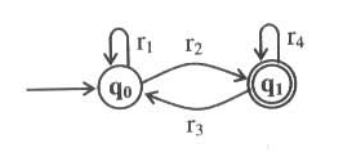 r₁ r₂ r₄
q₀ q₁
r₃